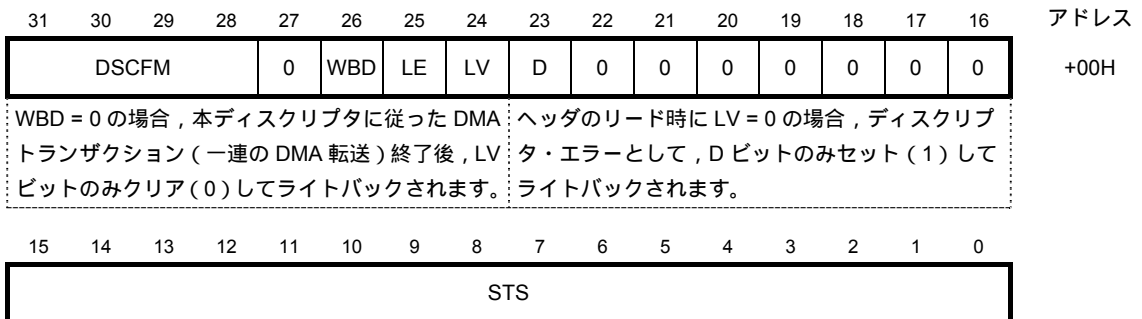 31 30 29 28 27 26 25 24 23 22 21 20 19 18 17 16 アドレス
DSCFM 0 WBD LE LV D 0 0 0 0 0 0 0 +00H
WBD = 0 の場合，本ディスクリプタに従った DMA
トランザクション（一連の DMA 転送）終了後，LV
ビットのみクリア（0）してライトバックされます。
ヘッダのリード時に LV = 0 の場合，ディスクリプ
タ・エラーとして，D ビットのみセット（1）して
ライトバックされます。
15 14 13 12 11 10 9 8 7 6 5 4 3 2 1 0
STS